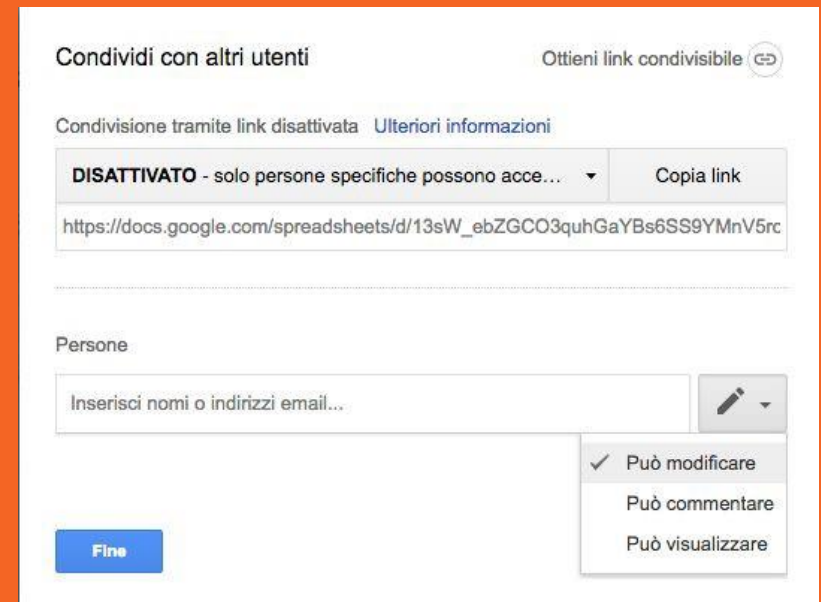 Condividi con altri utenti
Ottieni link condivisibile
Condivisione tramite link disattivata Ulteriori informazioni
DISATTIVATO - solo persone specifiche possono acce...
Copia link
https://docs.google.com/spreadsheets/d/13sW_ebZGCO3quhGaYBs6SS9YMnV5rc
Persone
Inserisci nomi o indirizzi email...
Può modificare
Può commentare
Può visualizzare
Fine